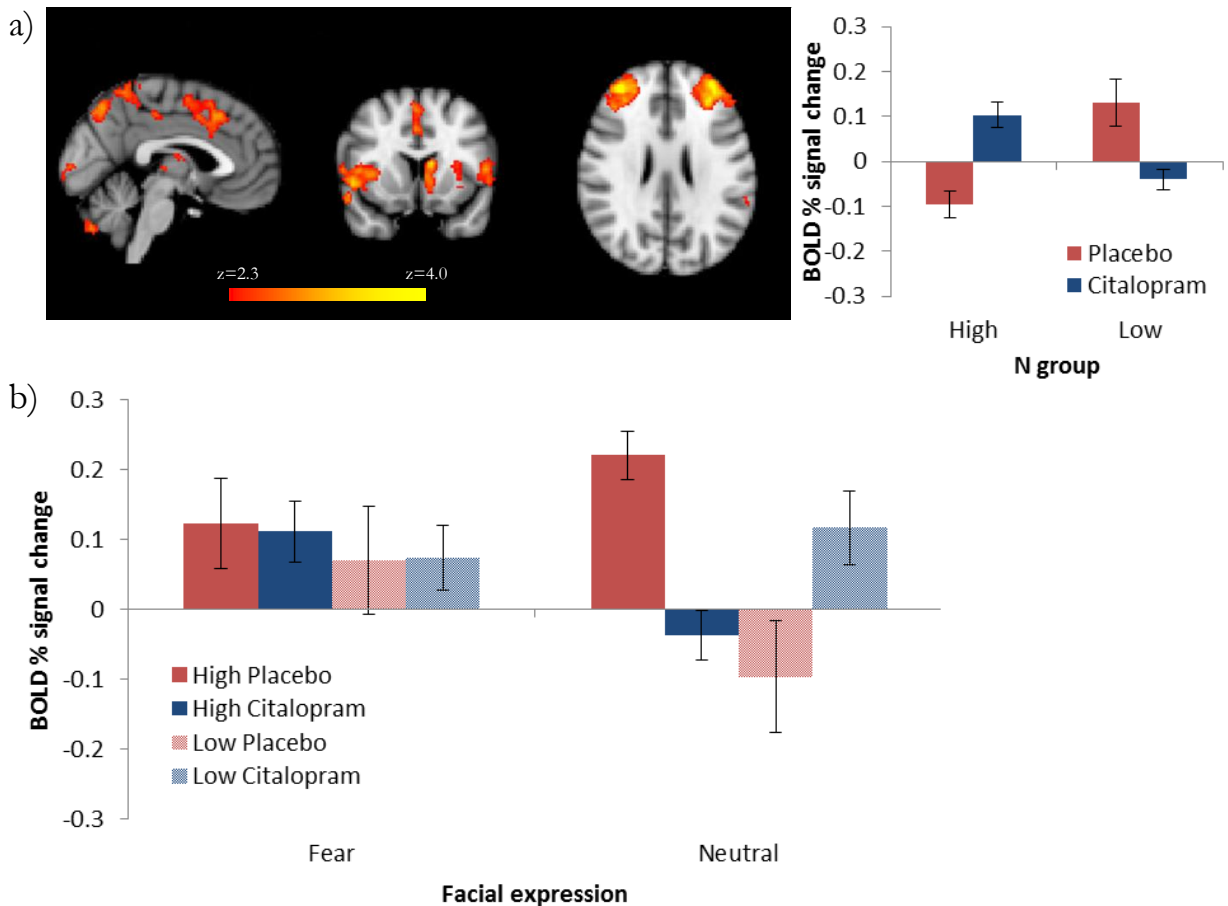 a)
z=2.3
z=4.0
BOLD % signal change
0.3
0.2
0.1
0
-0.1
-0.2
-0.3
Placebo
Citalopram
High
Low
N group
b)
BOLD % signal change
0.3
0.2
0.1
0
-0.1
-0.2
-0.3
High Placebo
High Citalopram
Low Placebo
Low Citalopram
Fear
Neutral
Facial expression